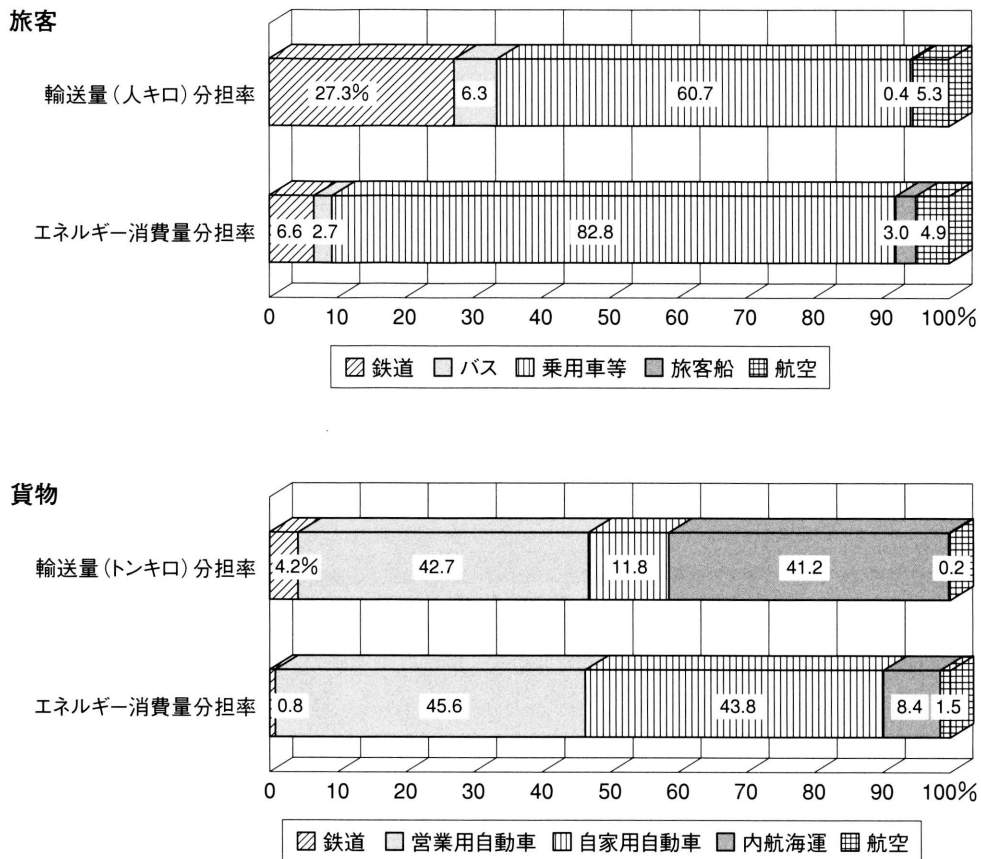 旅客
輸送量（人キロ）分担率
27.3%
6.3
60.7
0.4
5.3
エネルギー消費量分担率
6.6
2.7
82.8
3.0
4.9
0 10 20 30 40 50 60 70 80 90 100%
鉄道 バス 乗用車等 旅客船 航空
貨物
輸送量（トンキロ）分担率
4.2%
42.7
11.8
41.2
0.2
エネルギー消費量分担率
0.8
45.6
43.8
8.4
1.5
0 10 20 30 40 50 60 70 80 90 100%
鉄道 営業用自動車 自家用自動車 内航海運 航空